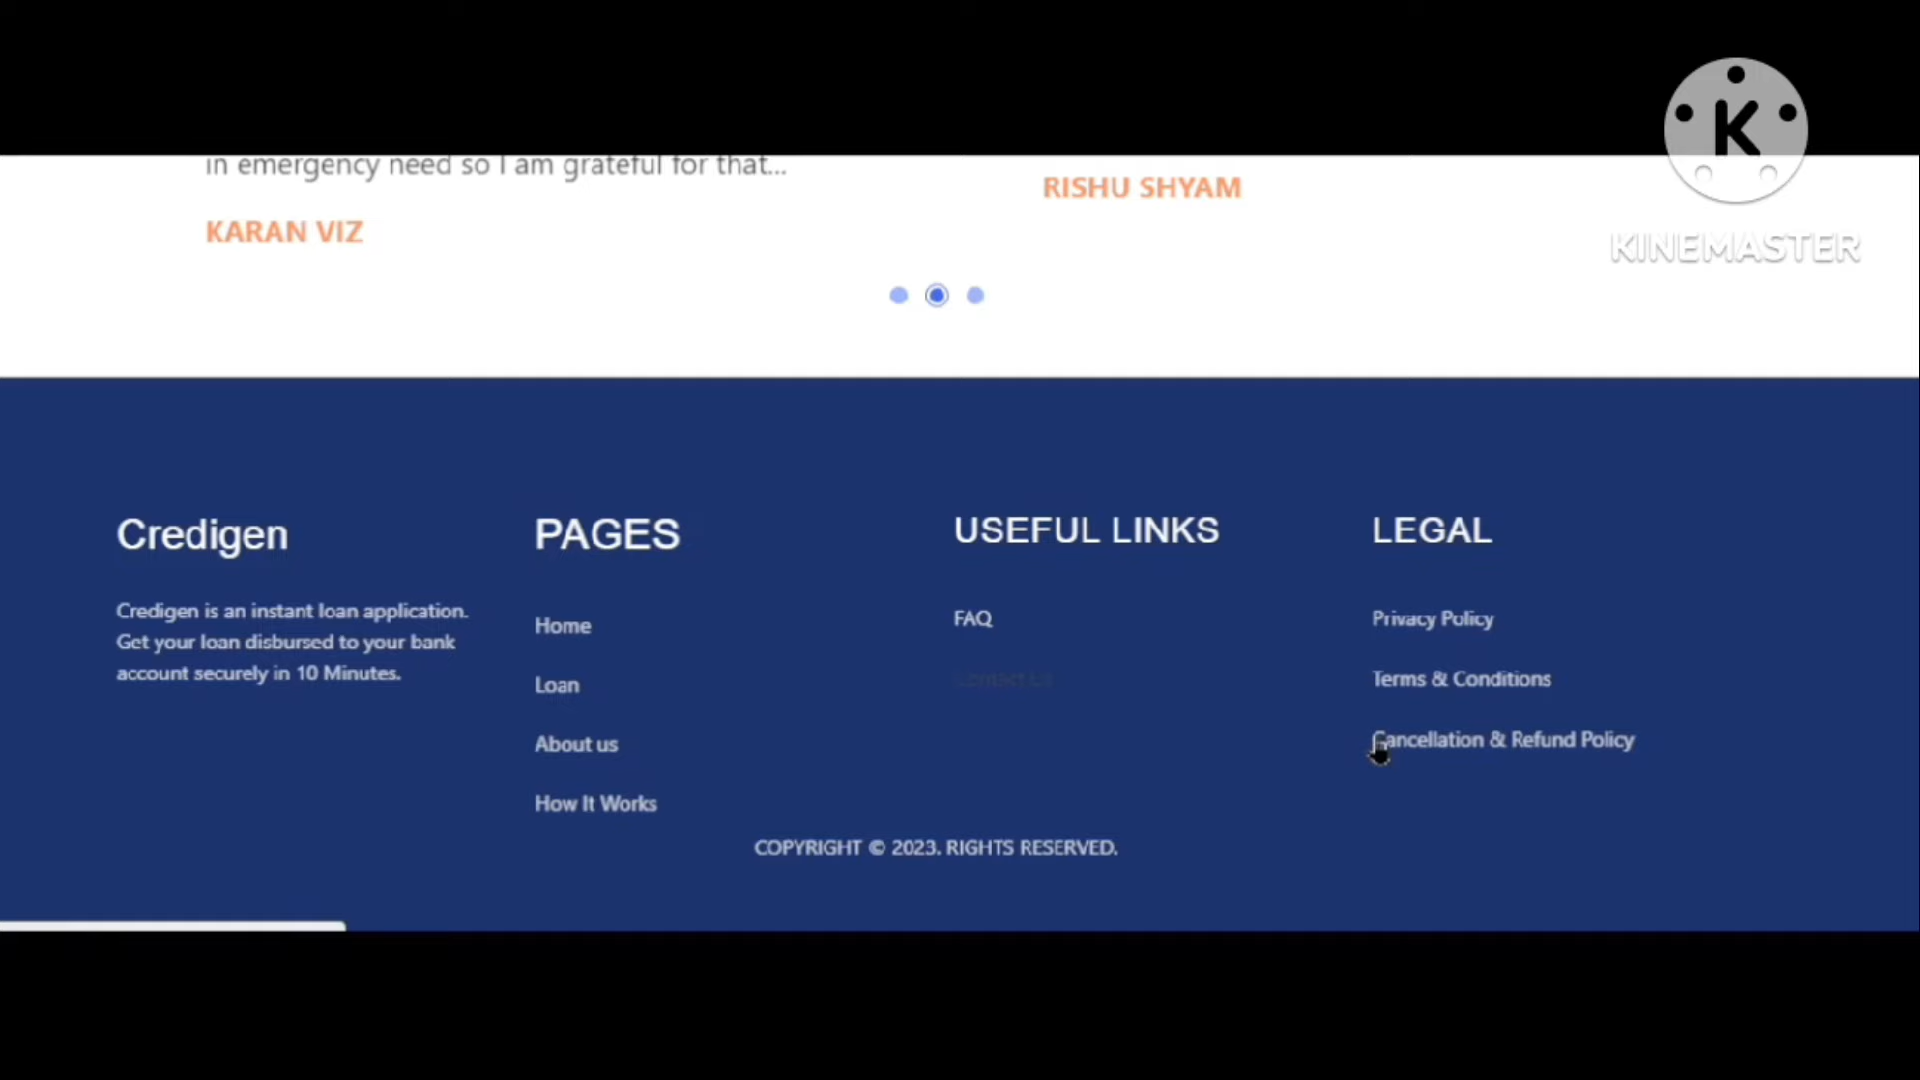 K
KINEMASTER
in emergency need so I am grateful for that...
KARAN VIZ
RISHU SHYAM
Credigen
Credigen is an instant loan application.
Get your loan disbursed to your bank
account securely in 10 Minutes.
PAGES
Home
Loan
About us
How It Works
USEFUL LINKS
FAQ
Contact Us
LEGAL
Privacy Policy
Terms & Conditions
Cancellation & Refund Policy
COPYRIGHT © 2023. RIGHTS RESERVED.